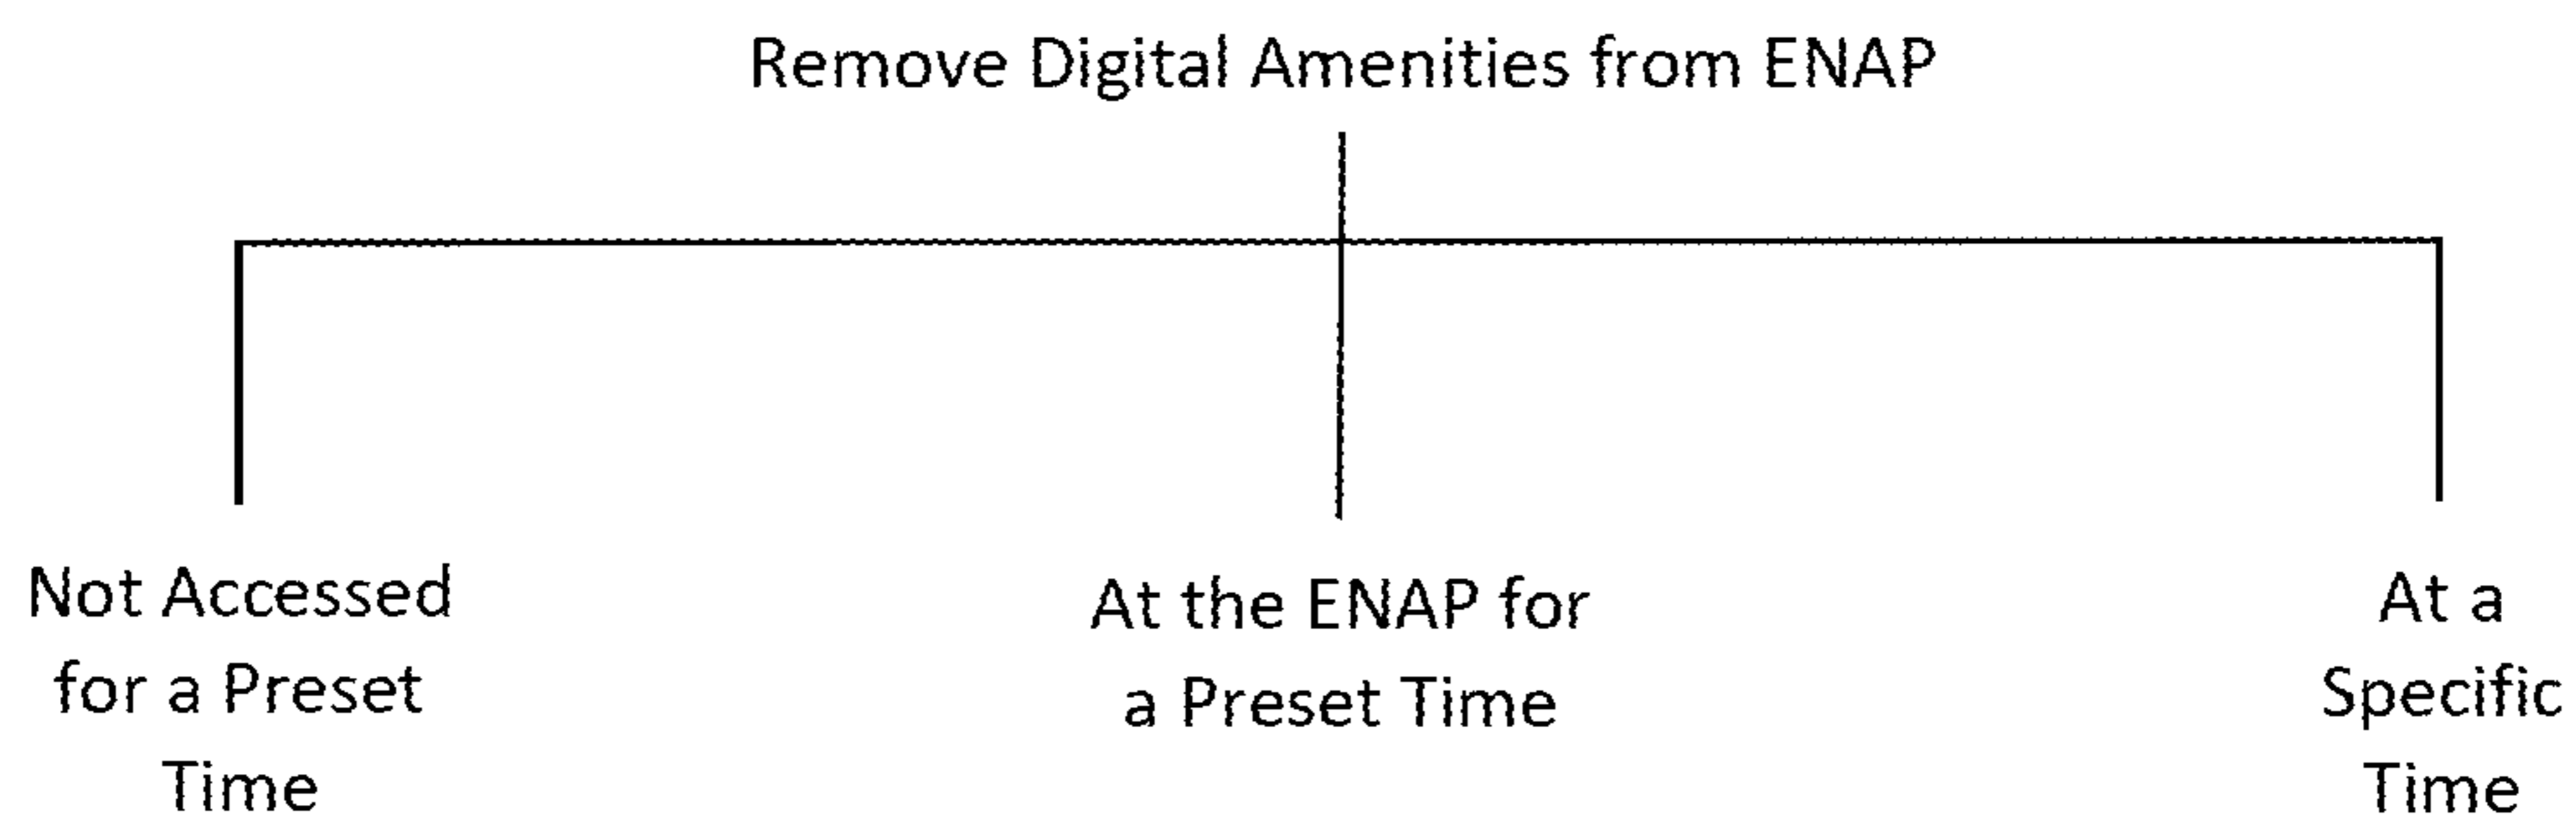 Remove Digital Amenities from ENAP
Not Accessed
for a Preset
Time
At the ENAP for
a Preset Time
At a
Specific
Time